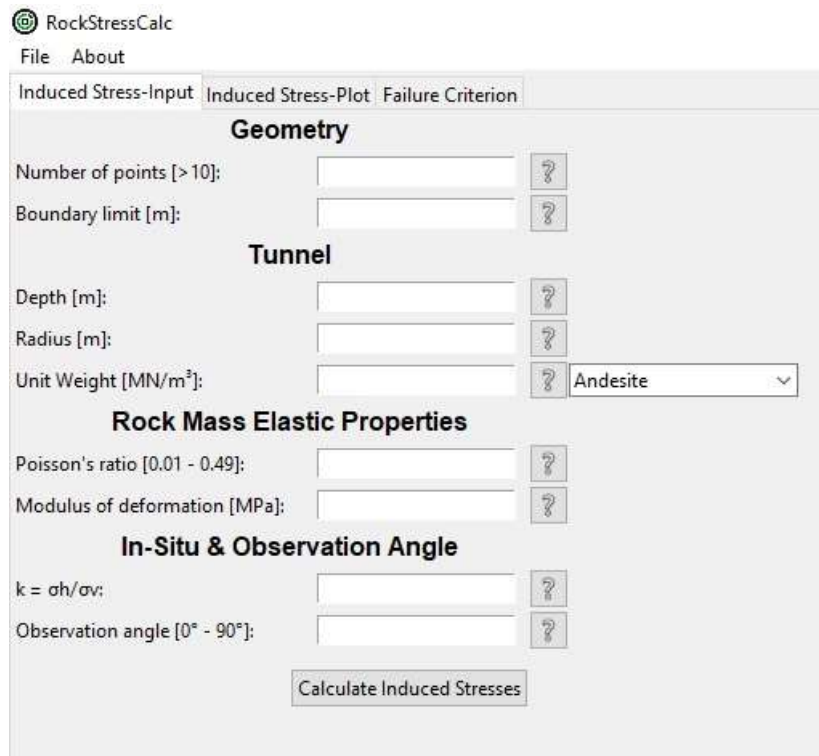 RockStressCalc
File About
Induced Stress-Input Induced Stress-Plot Failure Criterion
Geometry
Number of points [>10]: ?
Boundary limit [m]: ?
Tunnel
Depth [m]: ?
Radius [m]: ?
Unit Weight [MN/m³]: ? Andesite
Rock Mass Elastic Properties
Poisson's ratio [0.01 - 0.49]: ?
Modulus of deformation [MPa]: ?
In-Situ & Observation Angle
k = σh/σv: ?
Observation angle [0° - 90°]: ?
Calculate Induced Stresses